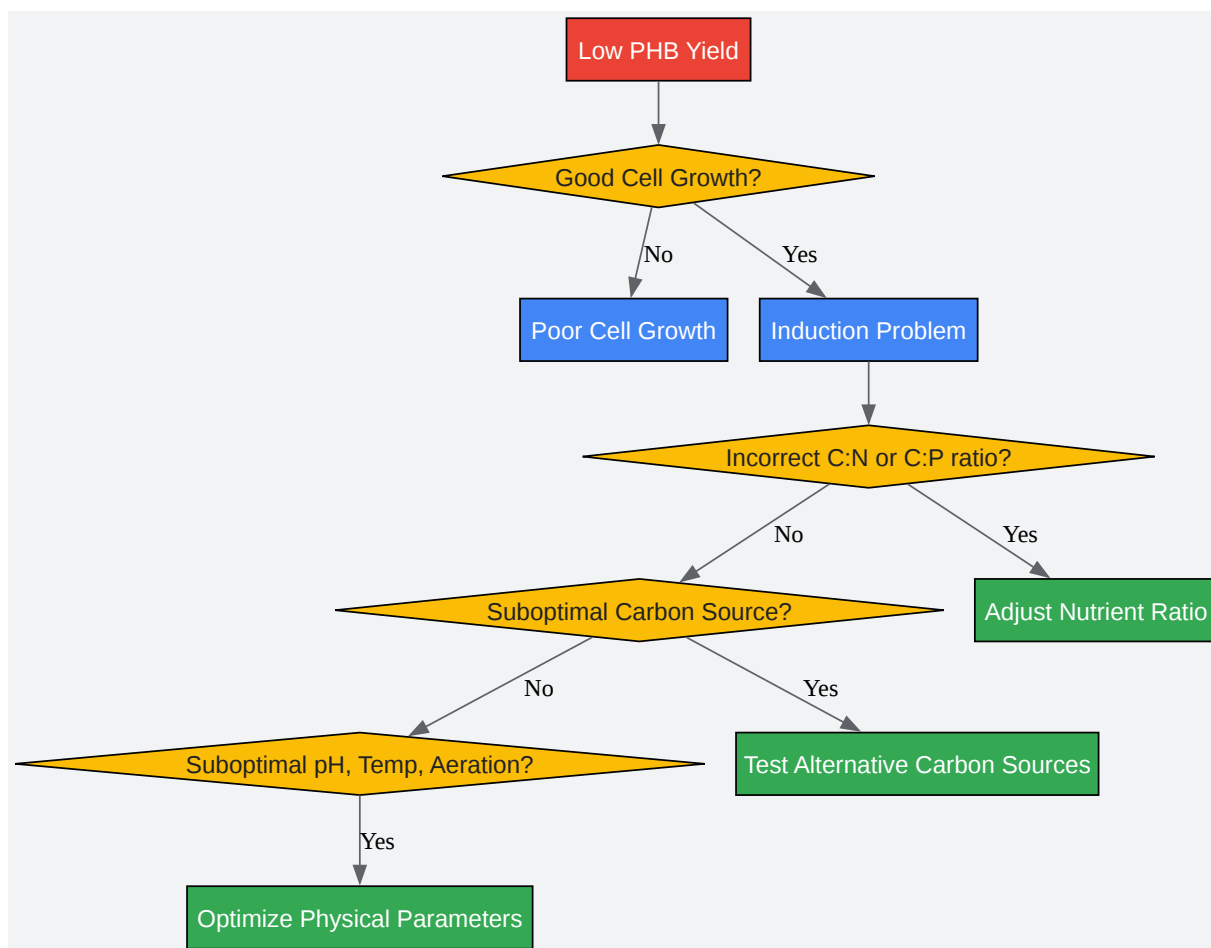 Low PHB Yield
Good Cell Growth?
No
Yes
Poor Cell Growth
Induction Problem
Incorrect C:N or C:P ratio?
No
Yes
Suboptimal Carbon Source?
Adjust Nutrient Ratio
No
Yes
Suboptimal pH, Temp, Aeration?
Test Alternative Carbon Sources
Yes
Optimize Physical Parameters